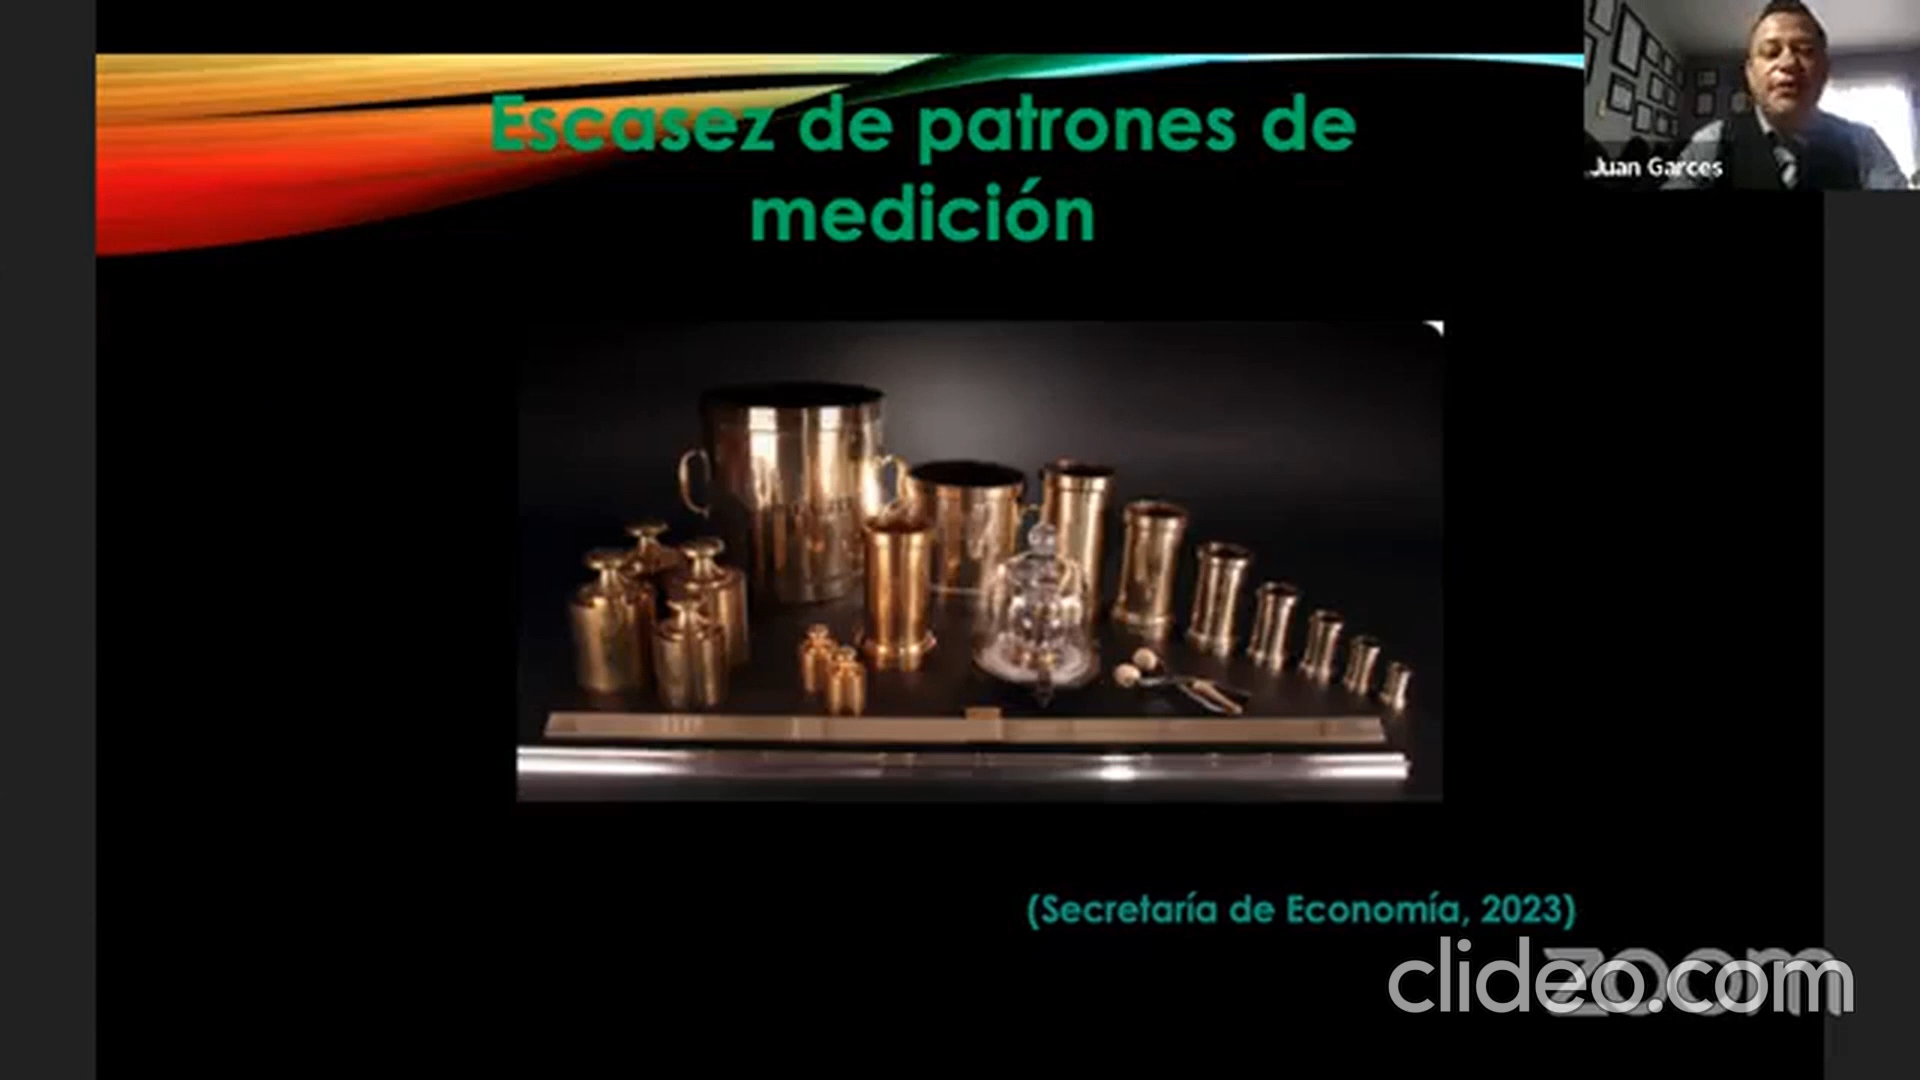 Escasez de patrones de
medición
Juan Garces
(Secretaría de Economía, 2023)
clideo.com
zoom